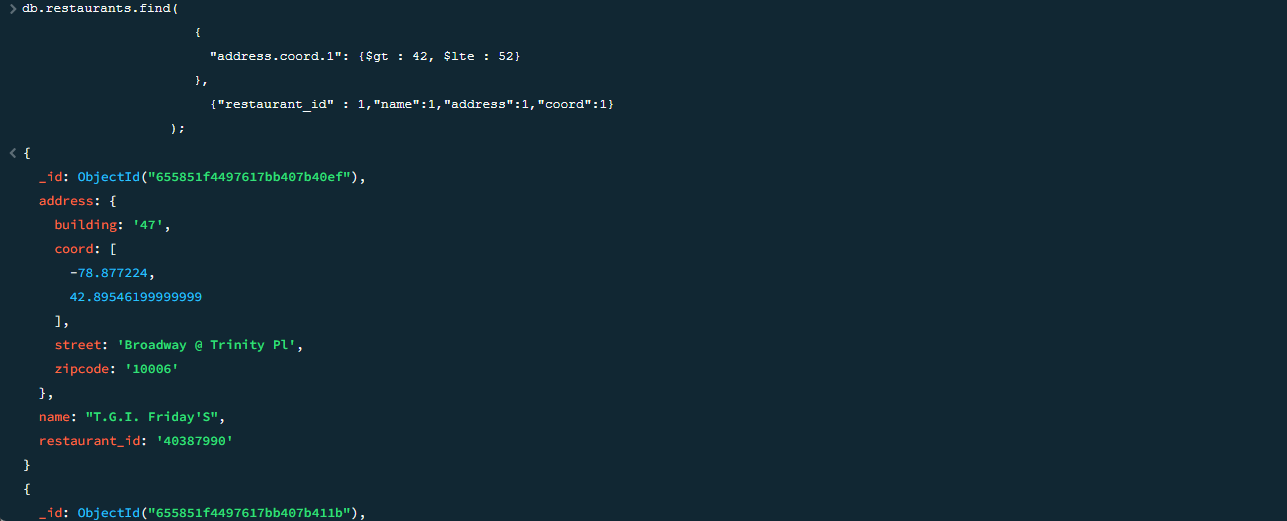 > db.restaurants.find(
{
"address.coord.1": {$gt : 42, $lte : 52}
},
{"restaurant_id" : 1,"name":1,"address":1,"coord":1}
);
< {
_id: ObjectId("655851f4497617bb407b40ef"),
address: {
building: '47',
coord: [
-78.877224,
42.89546199999999
],
street: 'Broadway @ Trinity Pl',
zipcode: '10006'
},
name: "T.G.I. Friday'S",
restaurant_id: '40387990'
}
{
_id: ObjectId("655851f4497617bb407b411b"),